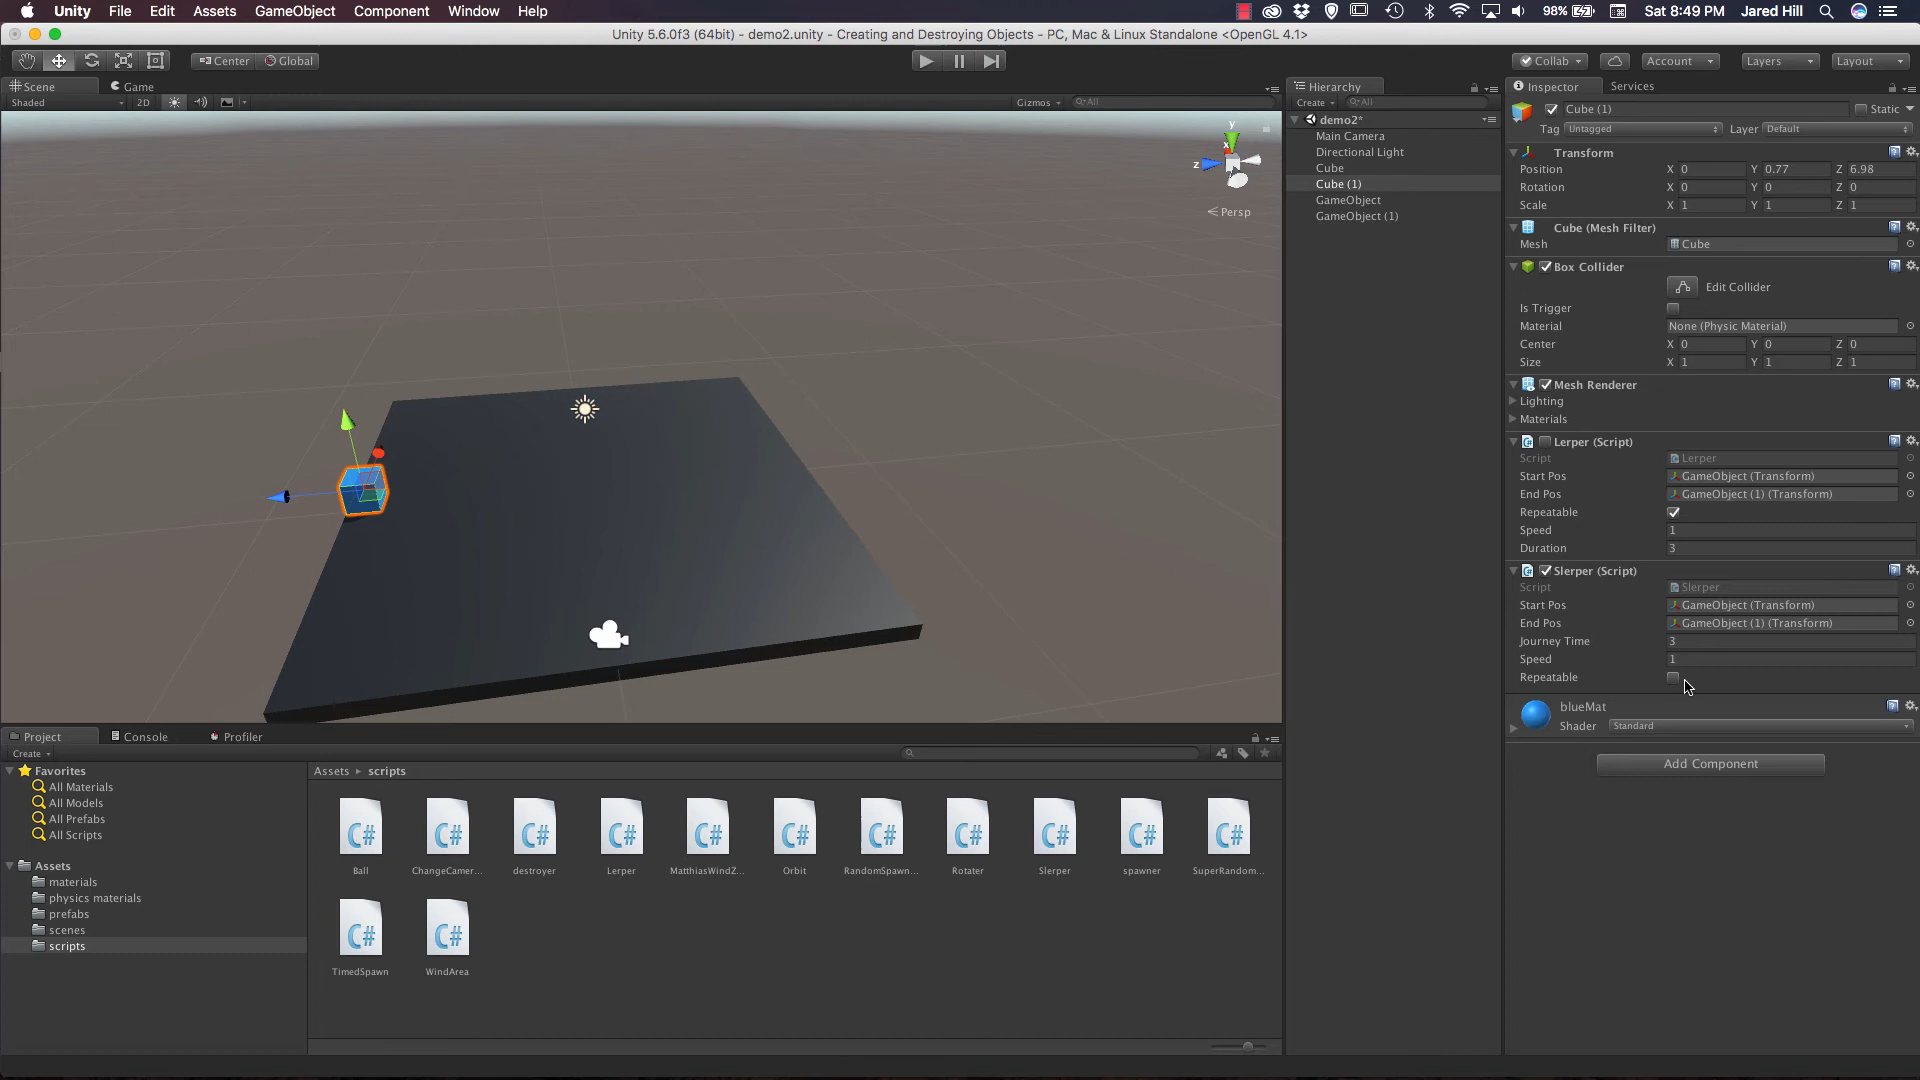 Unity File Edit Assets GameObject Component Window Help 98% Sat 8:49 PM Jared Hill
Unity 5.6.0f3 (64bit) - demo2.unity - Creating and Destroying Objects - PC, Mac & Linux Standalone <OpenGL 4.1>
Center Global Collab Account Layers Layout
Scene Game
Shaded 2D Gizmos All
y
x
z
Persp
Hierarchy
Create All
demo2*
Main Camera
Directional Light
Cube
Cube (1)
GameObject
GameObject (1)
Inspector Services
Cube (1) Static
Tag Untagged Layer Default
Transform
Position X 0 Y 0.77 Z 6.98
Rotation X 0 Y 0 Z 0
Scale X 1 Y 1 Z 1
Cube (Mesh Filter)
Mesh Cube
Box Collider
Edit Collider
Is Trigger
Material None (Physic Material)
Center X 0 Y 0 Z 0
Size X 1 Y 1 Z 1
Mesh Renderer
Lighting
Materials
Lerper (Script)
Script Lerper
Start Pos GameObject (Transform)
End Pos GameObject (1) (Transform)
Repeatable
Speed 1
Duration 3
Slerper (Script)
Script Slerper
Start Pos GameObject (Transform)
End Pos GameObject (1) (Transform)
Journey Time 3
Speed 1
Repeatable
blueMat
Shader Standard
Add Component
Project Console Profiler
Create
Favorites
All Materials
All Models
All Prefabs
All Scripts
Assets
materials
physics materials
prefabs
scenes
scripts
Assets scripts
C# C# C# C# C# C# C# C# C# C# C#
Ball ChangeCamer... destroyer Lerper MatthiasWindZ... Orbit RandomSpawn... Rotater Slerper spawner SuperRandom...
C# C#
TimedSpawn WindArea